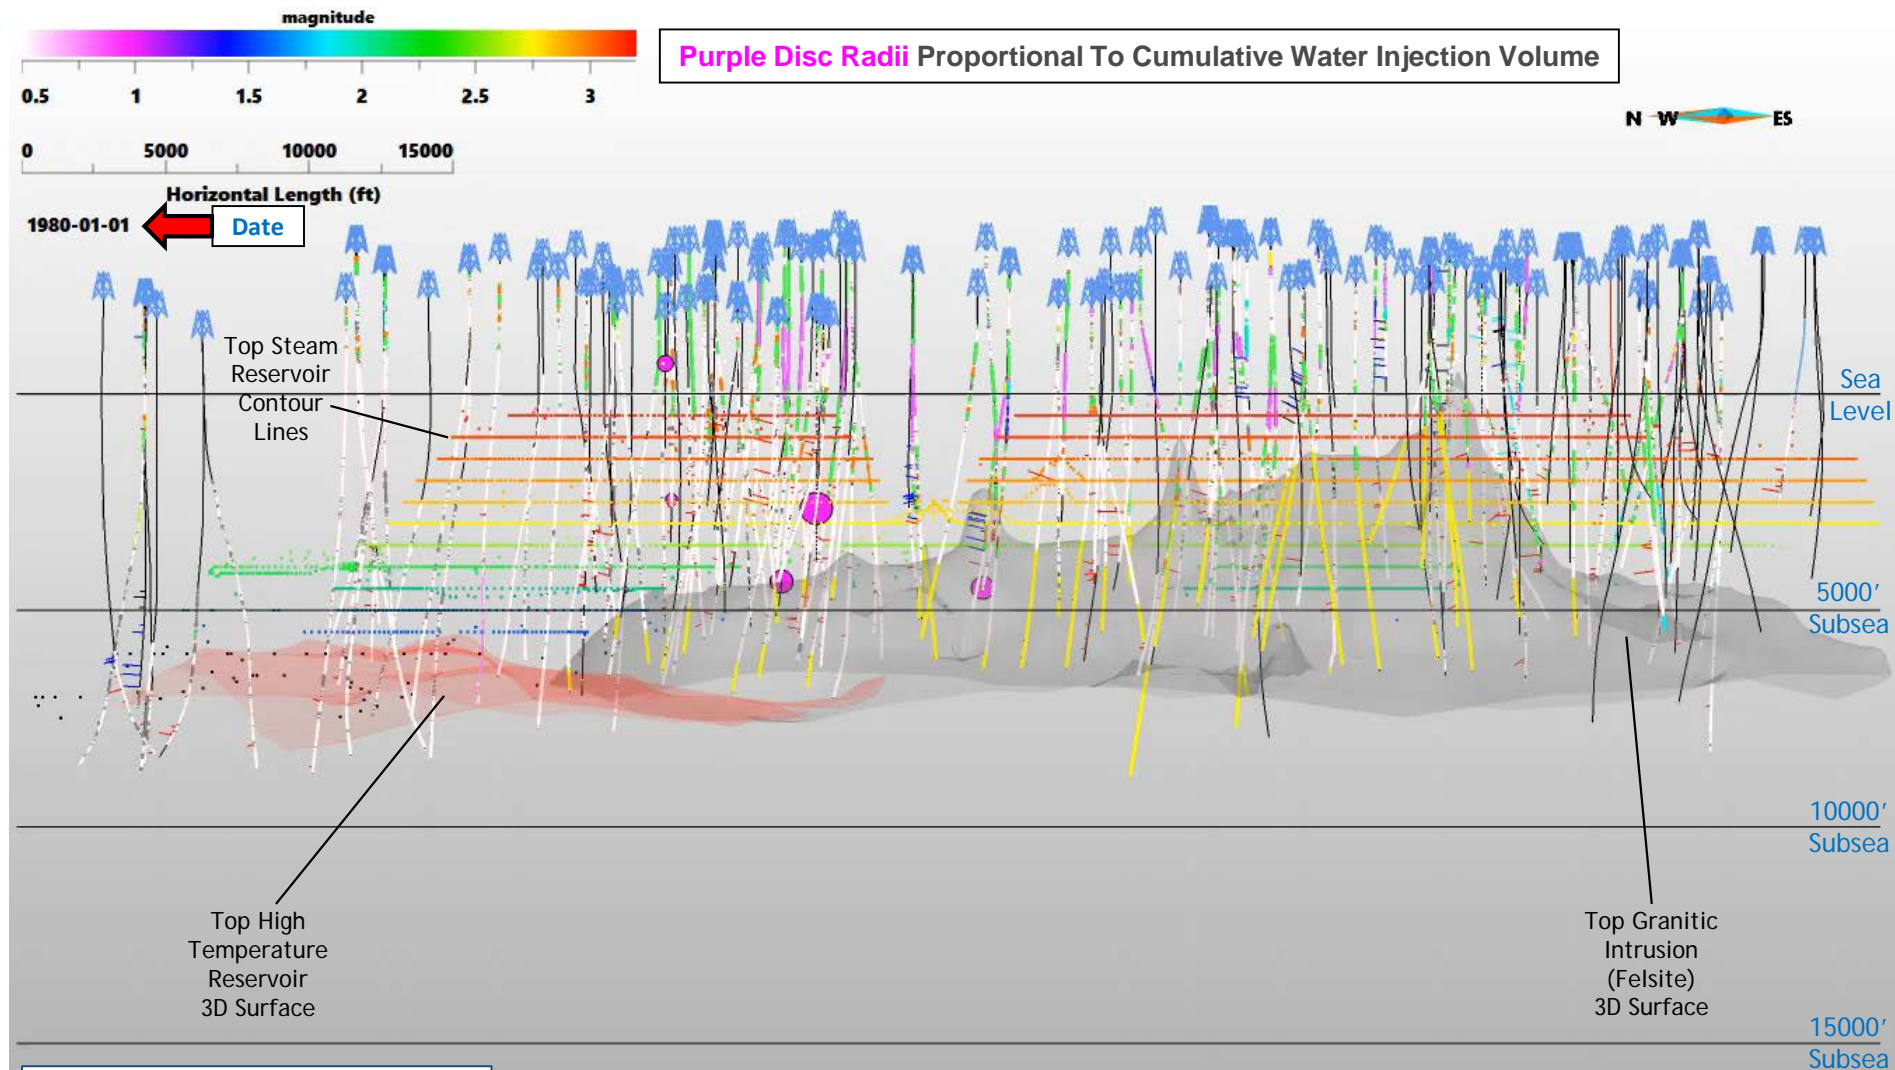 magnitude
0.5 1 1.5 2 2.5 3
Purple Disc Radii Proportional To Cumulative Water Injection Volume
N W ES
0 5000 10000 15000
Horizontal Length (ft)
1980-01-01
Date
Top Steam
Reservoir
Contour
Lines
Sea
Level
5000'
Subsea
10000'
Subsea
Top High
Temperature
Reservoir
3D Surface
Top Granitic
Intrusion
(Felsite)
3D Surface
15000'
Subsea